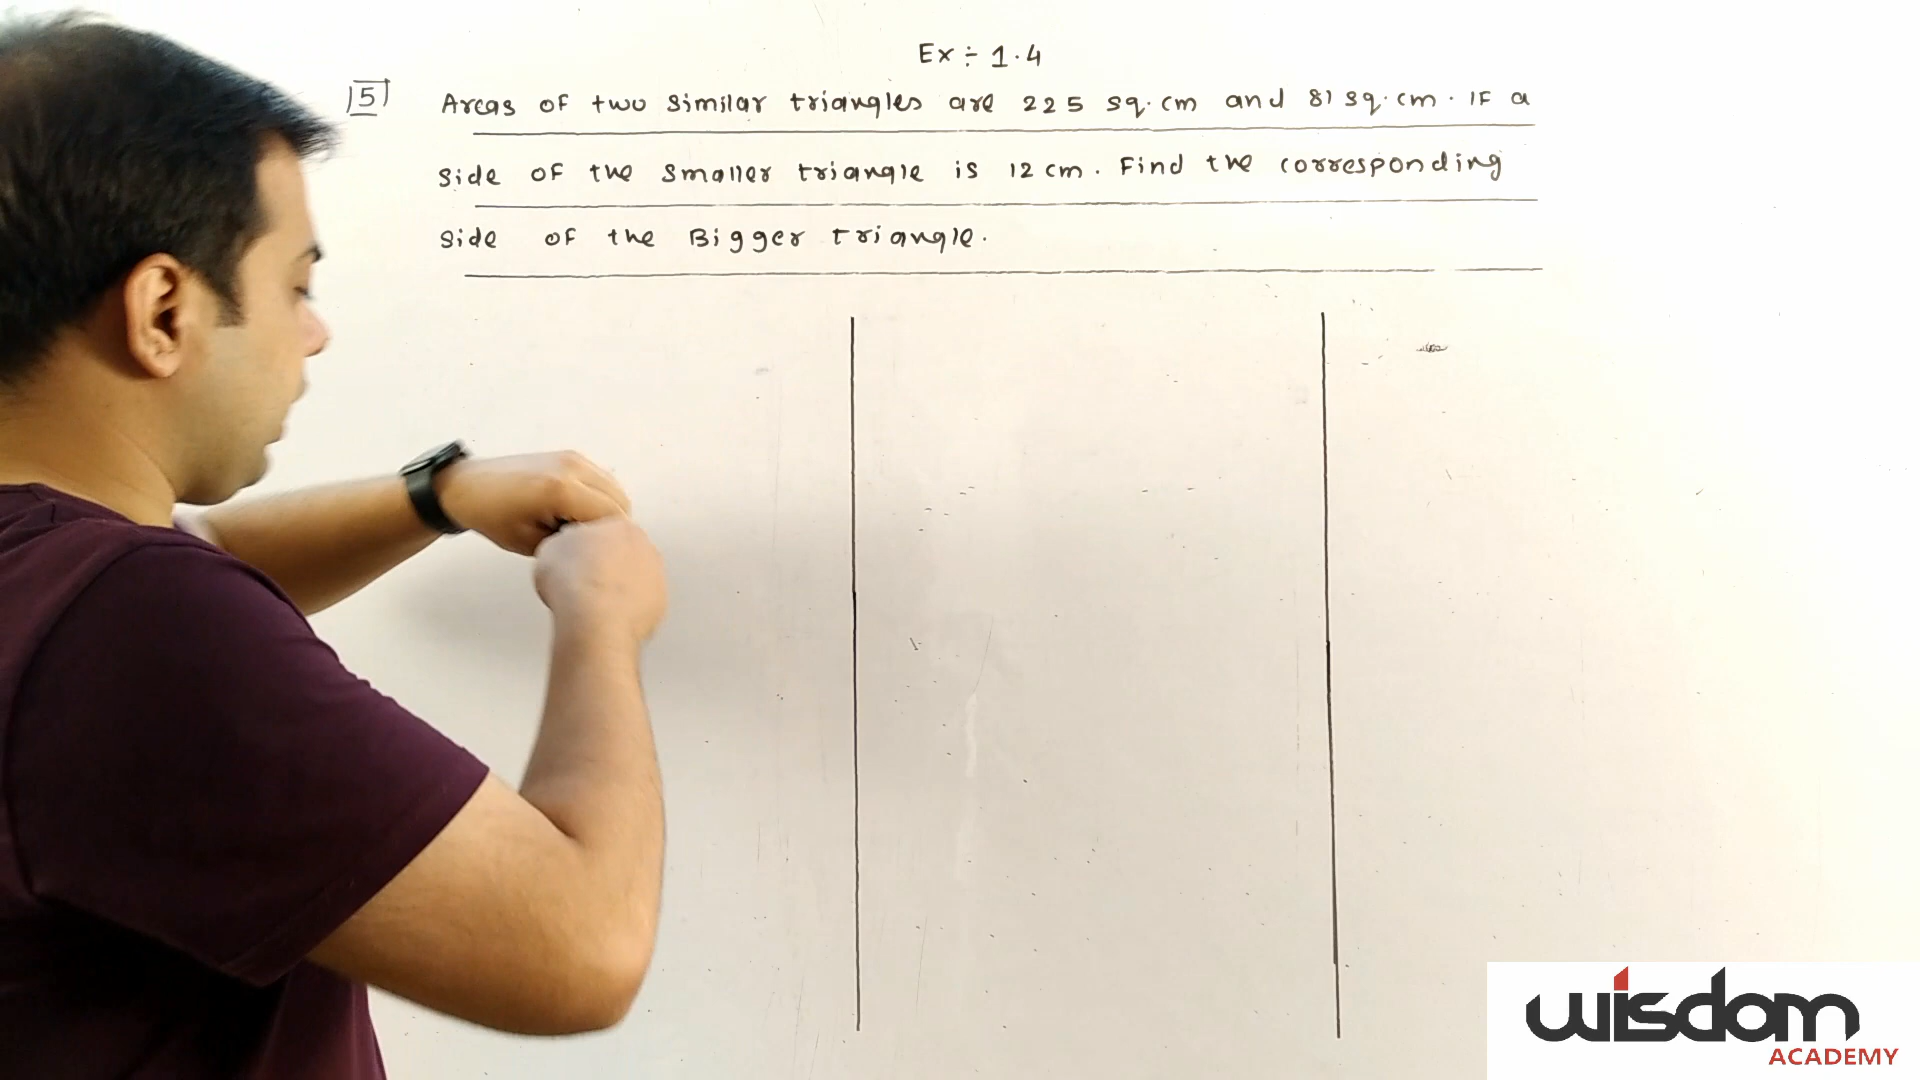 Ex ÷ 1.4
5 Areas of two similar triangles are 225 sq.cm and 81 sq.cm. If a
side of the smaller triangle is 12 cm. Find the corresponding
side of the Bigger triangle.
wisdom
ACADEMY